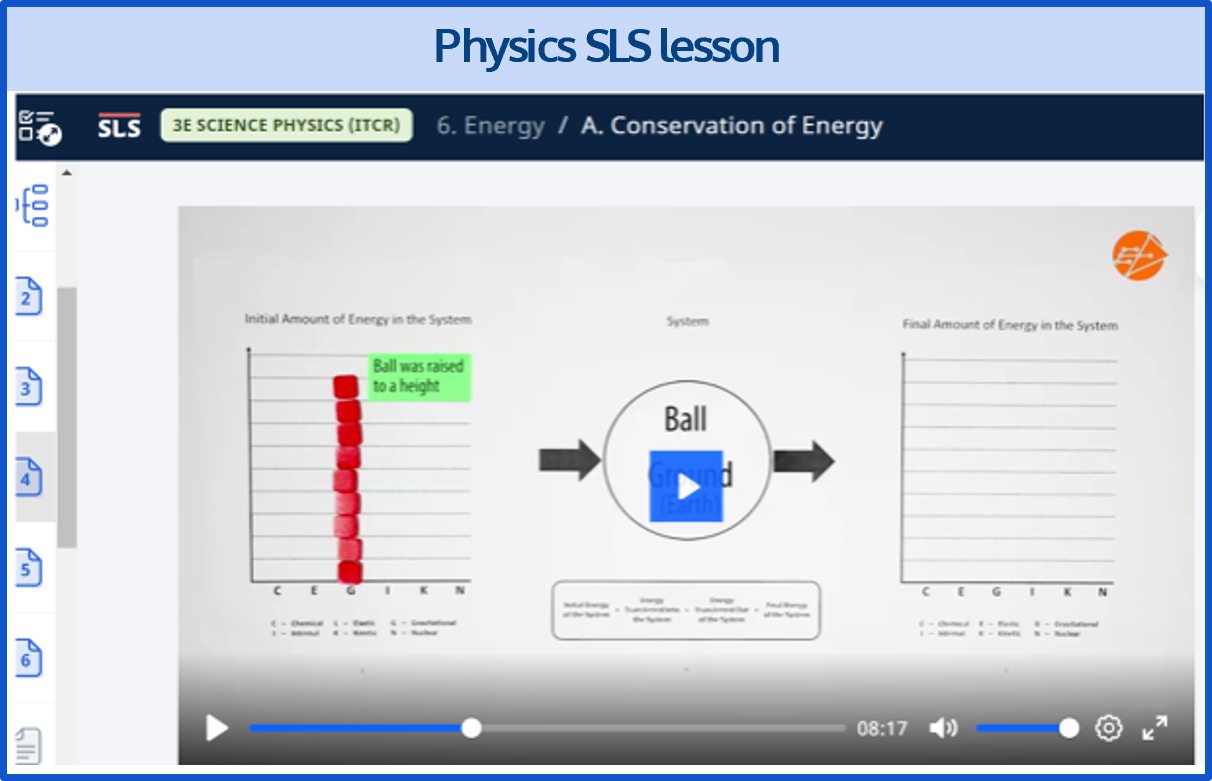 Physics SLS lesson
SLS
3E SCIENCE PHYSICS (ITCR)
6. Energy / A. Conservation of Energy
2
3
4
5
6
Initial Amount of Energy in the System
Ball was raised
to a height
C E G I K N
C – Chemical E – Elastic G – Gravitational
I – Internal K – Kinetic N – Nuclear
System
Ball
Ground
(Earth)
Initial Energy
of the System
Energy
Transferred Into
the System
Energy
Transferred Out
of the System
Final Energy
of the System
Final Amount of Energy in the System
C E G I K N
C – Chemical E – Elastic G – Gravitational
I – Internal K – Kinetic N – Nuclear
08:17